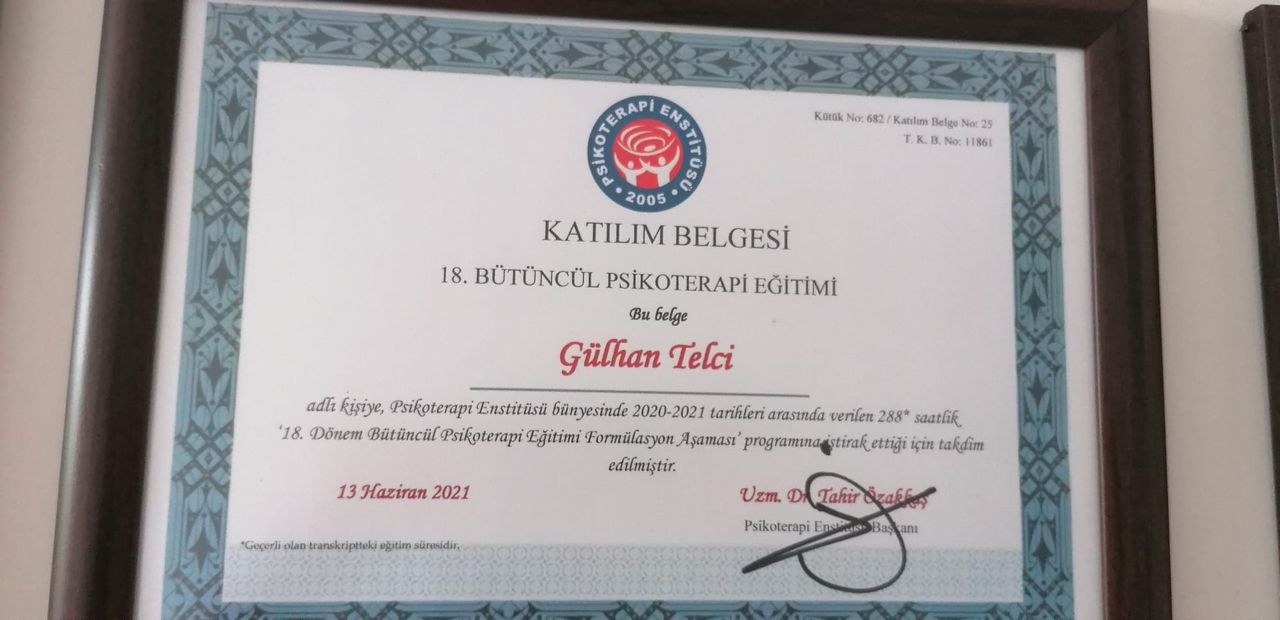 PSİKOTERAPİ ENSTİTÜSÜ
2005
Kütük No: 682 / Katılım Belge No: 25
T. K. B. No: 11861
KATILIM BELGESİ
18. BÜTÜNCÜL PSİKOTERAPİ EĞİTİMİ
Bu belge
Gülhan Telci
adlı kişiye, Psikoterapi Enstitüsü bünyesinde 2020-2021 tarihleri arasında verilen 288* saatlik
‘18. Dönem Bütüncül Psikoterapi Eğitimi Formülasyon Aşaması’ programına iştirak ettiği için takdim
edilmiştir.
13 Haziran 2021
Uzm. Dr. Tahir Özakkaş
Psikoterapi Enstitüsü Başkanı
*Geçerli olan transkriptteki eğitim süresidir.